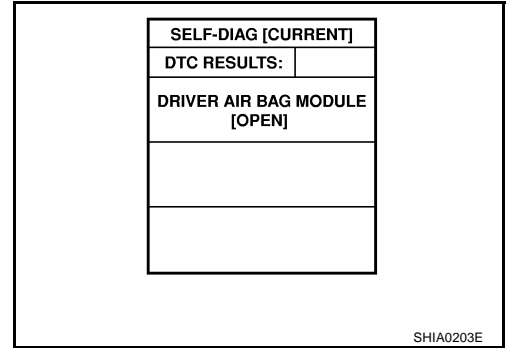 SELF-DIAG [CURRENT]
DTC RESULTS:
DRIVER AIR BAG MODULE
[OPEN]
SHIA0203E